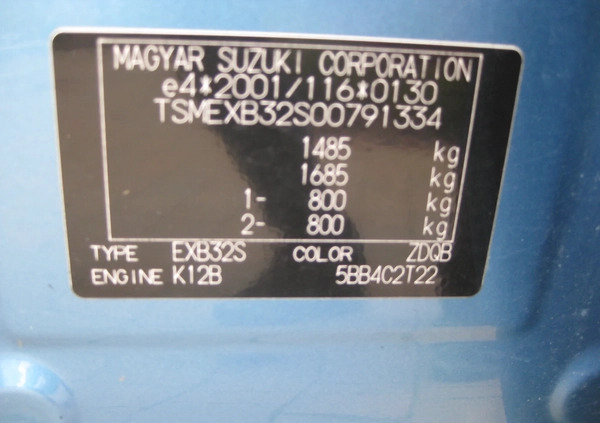 MAGYAR SUZUKI CORPORATION
e4*2001/116*0130
TSMEXB32S00791334
1485 kg
1685 kg
1- 800 kg
2- 800 kg
TYPE EXB32S COLOR ZDQB
ENGINE K12B 5BB4C2T22